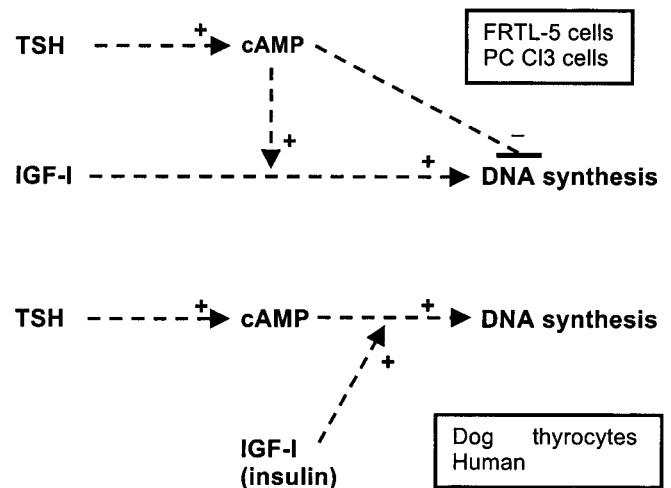 FRTL-5 cells
PC Cl3 cells
TSH + cAMP
+ −
IGF-I + DNA synthesis
TSH + cAMP + DNA synthesis
+
IGF-I
(insulin)
Dog thyrocytes
Human